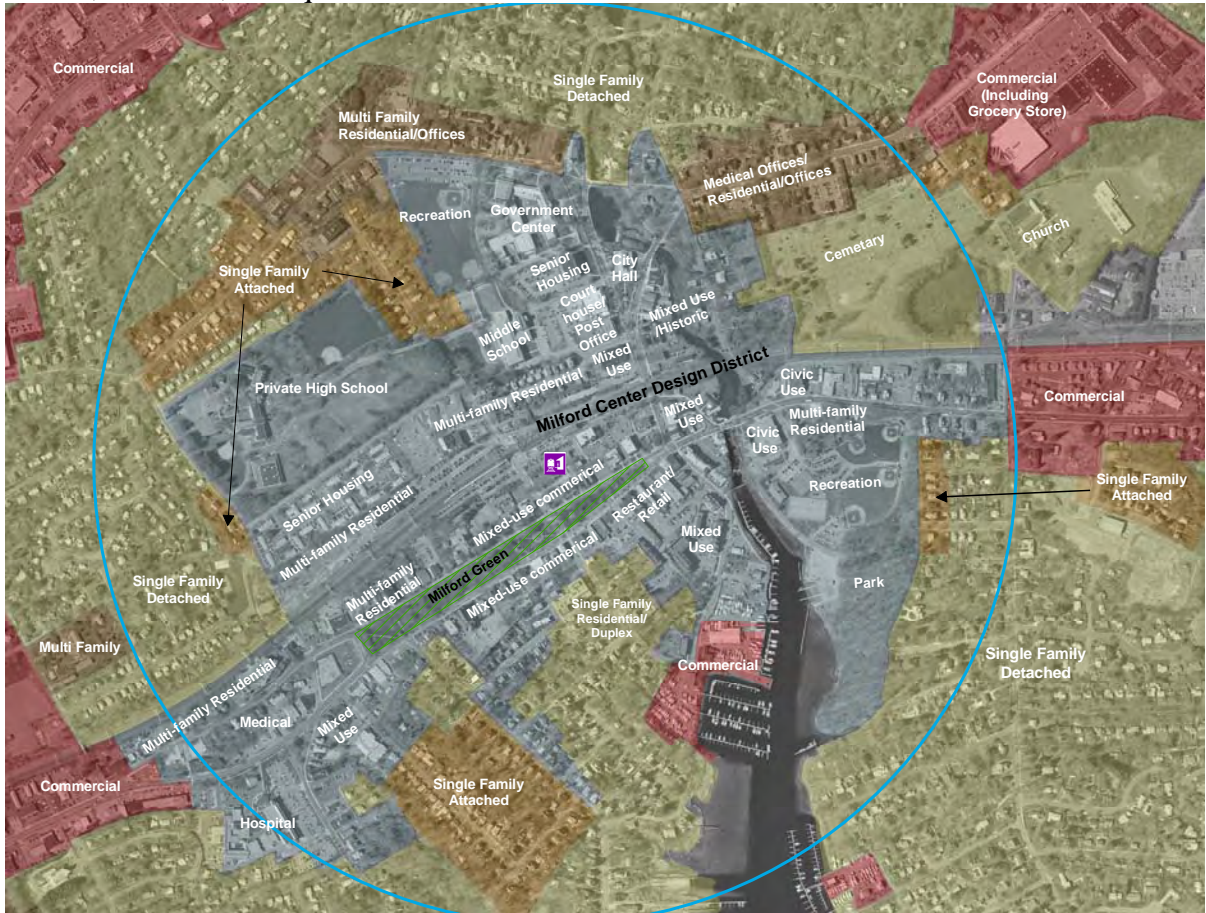 Commercial
Single Family
Detached
Commercial
(Including
Grocery Store)
Multi Family
Residential/Offices
Medical Offices/
Residential/Offices
Recreation
Government
Center
Church
Cemetary
Senior
Housing
City
Hall
Single Family
Attached
Court
house/
Post
Office
Mixed Use
/Historic
Middle
School
Mixed
Use
Private High School
Multi-family Residential
Milford Center Design District
Civic
Use
Commercial
Mixed
Use
Multi-family
Residential
Civic
Use
Senior Housing
Mixed-use commerical
Restaurant/
Retail
Recreation
Single Family
Attached
Multi-family Residential
Mixed
Use
Multi-family
Residential
Milford Green
Mixed-use commerical
Park
Single Family
Detached
Single Family
Residential/
Duplex
Multi Family
Commercial
Single Family
Detached
Multi-family Residential
Medical
Mixed
Use
Commercial
Single Family
Attached
Hospital